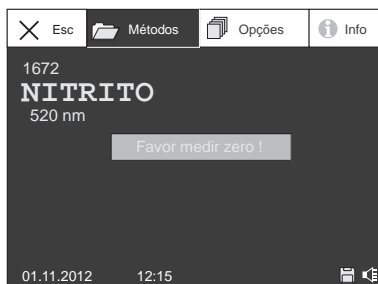 Esc Métodos Opções Info
1672
NITRITO
520 nm
Favor medir zero !
01.11.2012 12:15